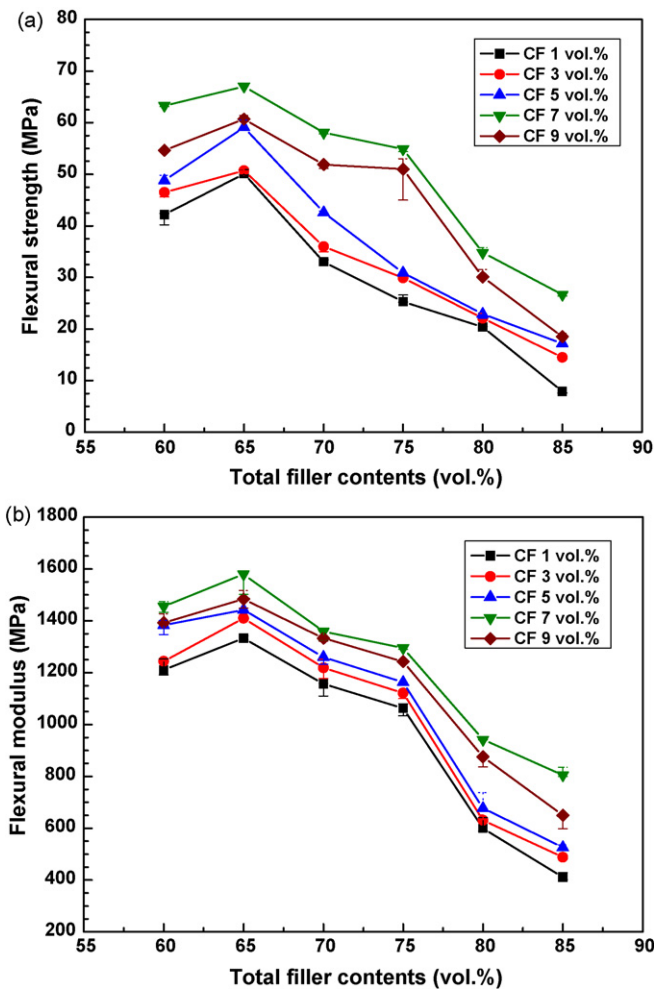 (a)
80
70
60
50
40
30
20
10
0
Flexural strength (MPa)
CF 1 vol.%
CF 3 vol.%
CF 5 vol.%
CF 7 vol.%
CF 9 vol.%
55 60 65 70 75 80 85 90
Total filler contents (vol.%)
(b)
1800
1600
1400
1200
1000
800
600
400
200
Flexural modulus (MPa)
CF 1 vol.%
CF 3 vol.%
CF 5 vol.%
CF 7 vol.%
CF 9 vol.%
55 60 65 70 75 80 85 90
Total filler contents (vol.%)